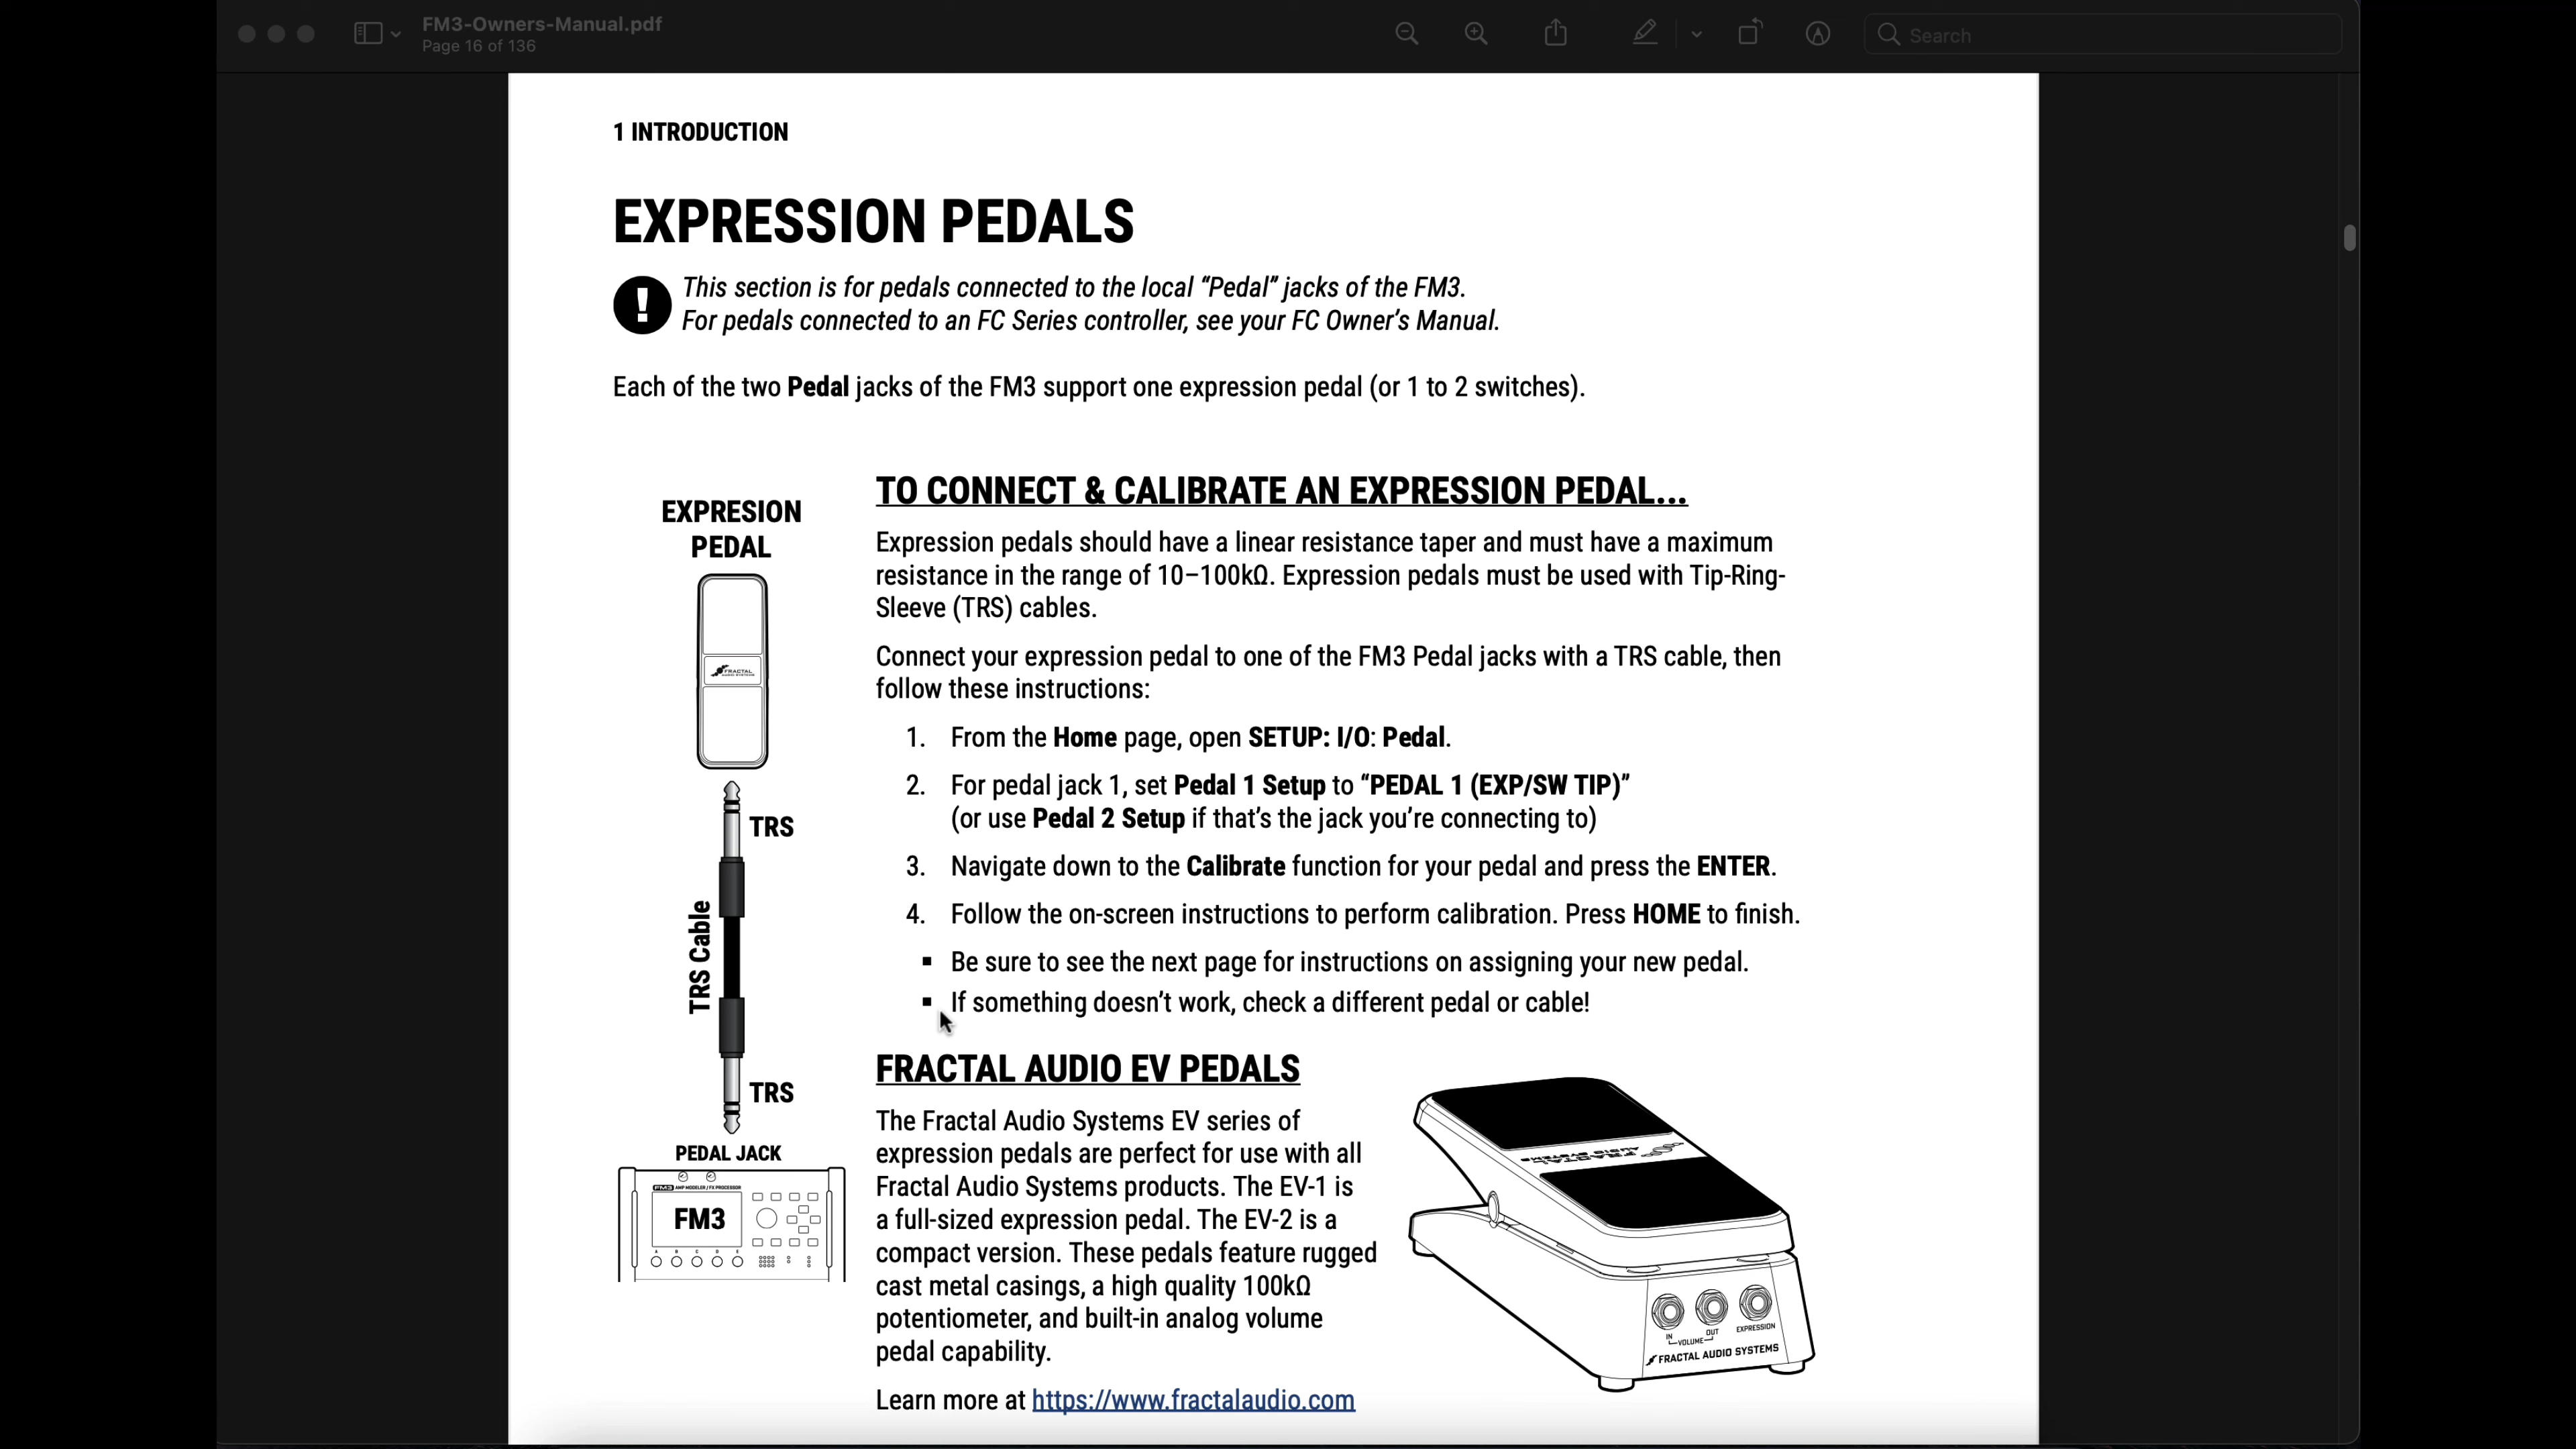 FM3-Owners-Manual.pdf
Page 16 of 136
Search
1 INTRODUCTION
EXPRESSION PEDALS
! This section is for pedals connected to the local “Pedal” jacks of the FM3.
For pedals connected to an FC Series controller, see your FC Owner’s Manual.
Each of the two Pedal jacks of the FM3 support one expression pedal (or 1 to 2 switches).
EXPRESION
PEDAL
FRACTAL
AUDIO SYSTEMS
TRS
TRS Cable
TRS
PEDAL JACK
FM3 AMP MODELER / FX PROCESSOR
FM3
A B C D E
TO CONNECT & CALIBRATE AN EXPRESSION PEDAL...
Expression pedals should have a linear resistance taper and must have a maximum
resistance in the range of 10–100kΩ. Expression pedals must be used with Tip-Ring-
Sleeve (TRS) cables.
Connect your expression pedal to one of the FM3 Pedal jacks with a TRS cable, then
follow these instructions:
1. From the Home page, open SETUP: I/O: Pedal.
2. For pedal jack 1, set Pedal 1 Setup to “PEDAL 1 (EXP/SW TIP)”
(or use Pedal 2 Setup if that’s the jack you’re connecting to)
3. Navigate down to the Calibrate function for your pedal and press the ENTER.
4. Follow the on-screen instructions to perform calibration. Press HOME to finish.
▪ Be sure to see the next page for instructions on assigning your new pedal.
▪ If something doesn’t work, check a different pedal or cable!
FRACTAL AUDIO EV PEDALS
The Fractal Audio Systems EV series of
expression pedals are perfect for use with all
Fractal Audio Systems products. The EV-1 is
a full-sized expression pedal. The EV-2 is a
compact version. These pedals feature rugged
cast metal casings, a high quality 100kΩ
potentiometer, and built-in analog volume
pedal capability.
Learn more at https://www.fractalaudio.com
FRACTAL
AUDIO SYSTEMS
IN OUT EXPRESSION
VOLUME
FRACTAL AUDIO SYSTEMS